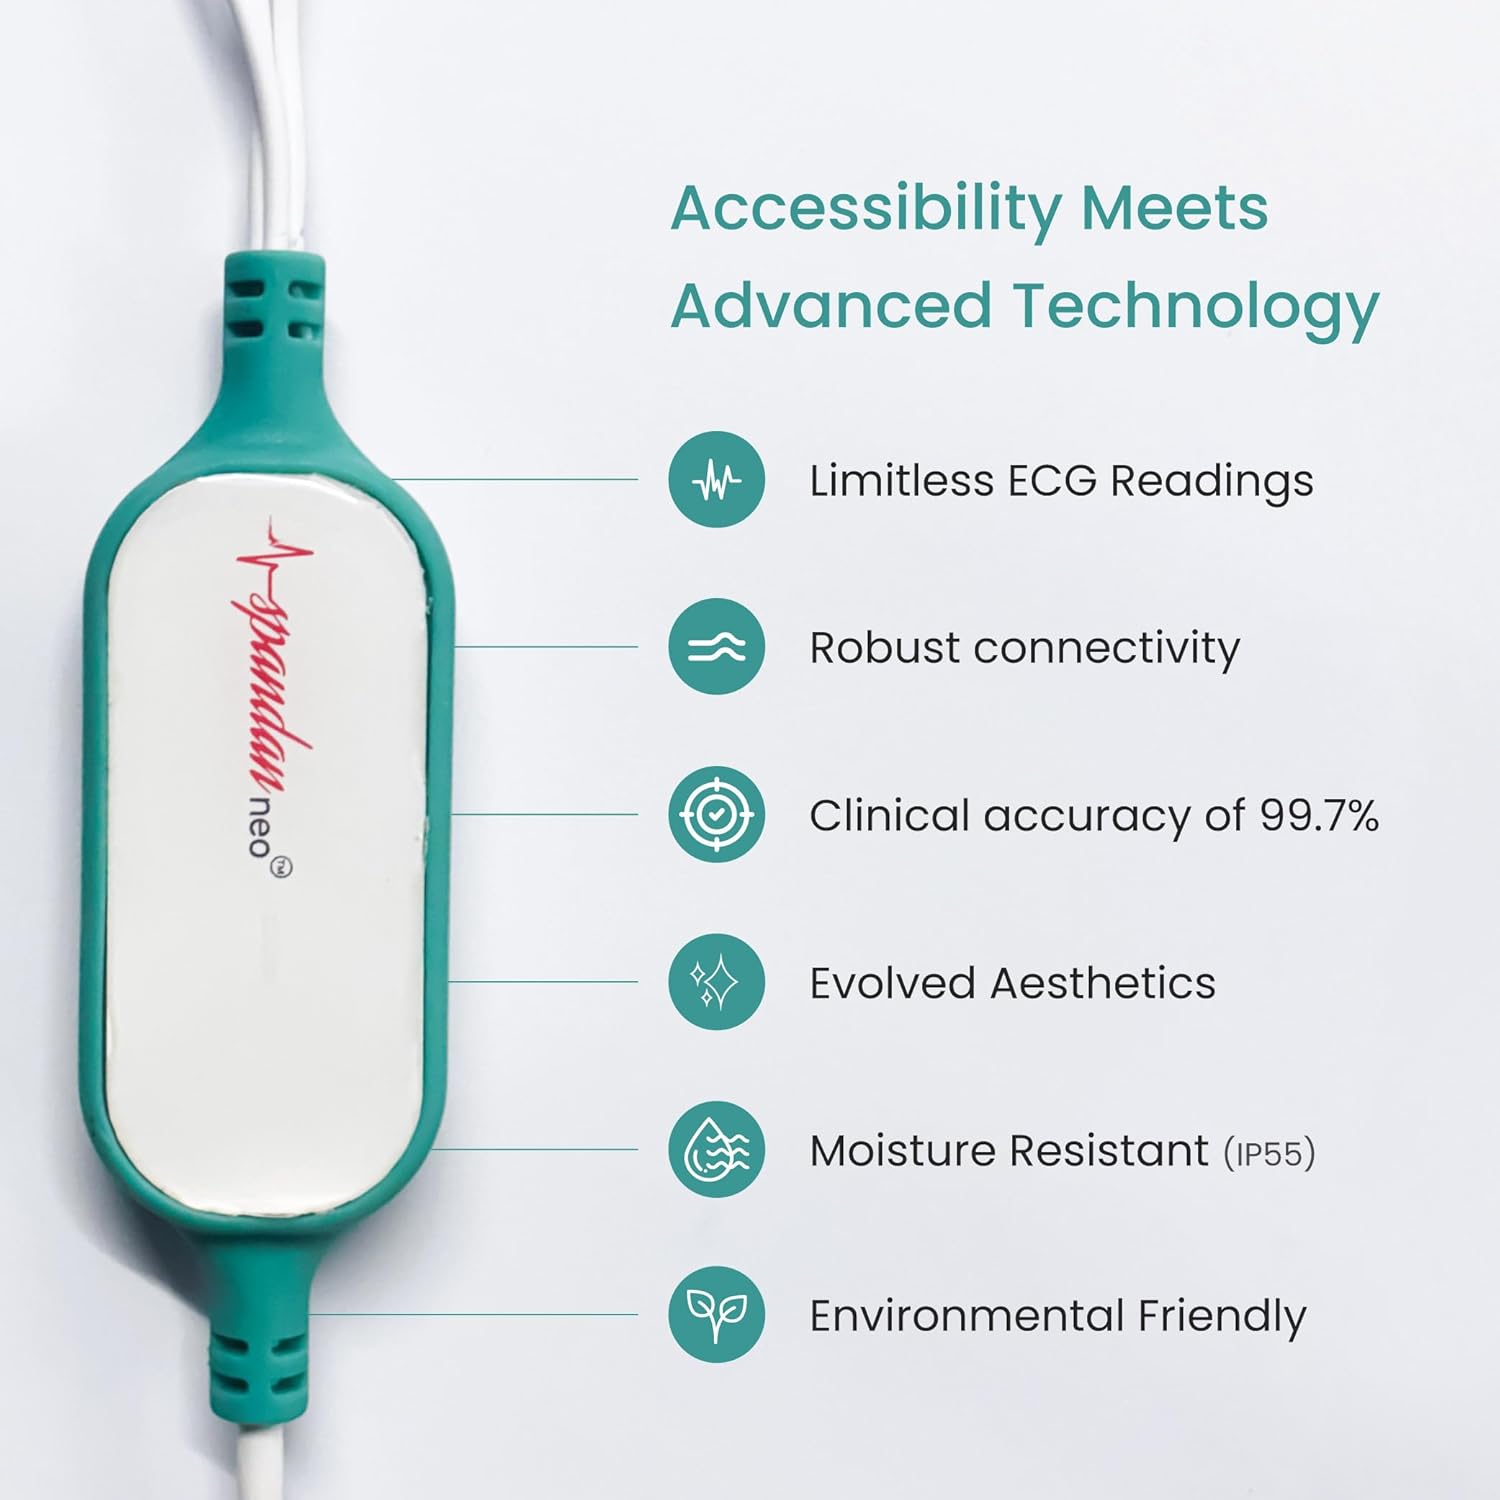 Accessibility Meets
Advanced Technology
Limitless ECG Readings
Robust connectivity
Clinical accuracy of 99.7%
Evolved Aesthetics
Moisture Resistant (IP55)
Environmental Friendly
spandan neo TM